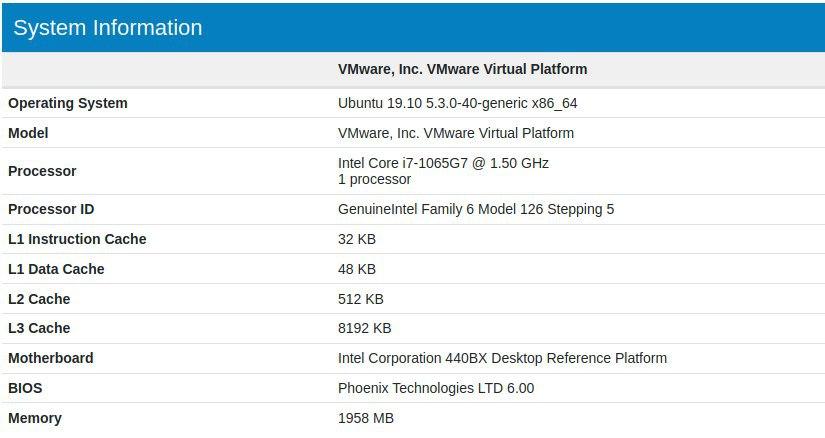 System Information
VMware, Inc. VMware Virtual Platform
Operating System Ubuntu 19.10 5.3.0-40-generic x86_64
Model VMware, Inc. VMware Virtual Platform
Processor Intel Core i7-1065G7 @ 1.50 GHz
1 processor
Processor ID GenuineIntel Family 6 Model 126 Stepping 5
L1 Instruction Cache 32 KB
L1 Data Cache 48 KB
L2 Cache 512 KB
L3 Cache 8192 KB
Motherboard Intel Corporation 440BX Desktop Reference Platform
BIOS Phoenix Technologies LTD 6.00
Memory 1958 MB